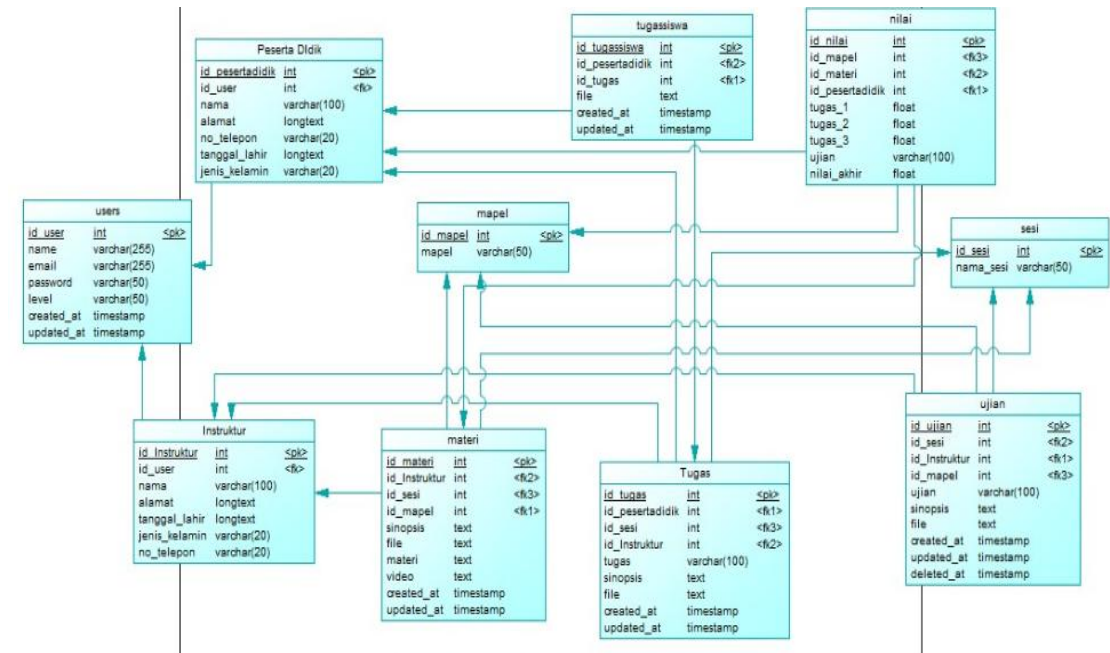 tugassiswa
id_tugassiswa int <pk>
id_pesertadidik int <fk2>
id_tugas int <fk1>
file text
created_at timestamp
updated_at timestamp
nilai
id_nilai int <pk>
id_mapel int <fk3>
id_materi int <fk2>
id_pesertadidik int <fk1>
tugas_1 float
tugas_2 float
tugas_3 float
ujian varchar(100)
nilai_akhir float
Peserta DIdik
id_pesertadidik int <pk>
id_user int <fk>
nama varchar(100)
alamat longtext
no_telepon varchar(20)
tanggal_lahir longtext
jenis_kelamin varchar(20)
users
id_user int <pk>
name varchar(255)
email varchar(255)
password varchar(50)
level varchar(50)
created_at timestamp
updated_at timestamp
mapel
id_mapel int <pk>
mapel varchar(50)
sesi
id_sesi int <pk>
nama_sesi varchar(50)
Instruktur
id_Instruktur int <pk>
id_user int <fk>
nama varchar(100)
alamat longtext
tanggal_lahir longtext
jenis_kelamin varchar(20)
no_telepon varchar(20)
materi
id_materi int <pk>
id_Instruktur int <fk2>
id_sesi int <fk3>
id_mapel int <fk1>
sinopsis text
file text
materi text
video text
created_at timestamp
updated_at timestamp
Tugas
id_tugas int <pk>
id_pesertadidik int <fk1>
id_sesi int <fk3>
id_Instruktur int <fk2>
tugas varchar(100)
sinopsis text
file text
created_at timestamp
updated_at timestamp
ujian
id_ujian int <pk>
id_sesi int <fk2>
id_Instruktur int <fk1>
id_mapel int <fk3>
ujian varchar(100)
sinopsis text
file text
created_at timestamp
updated_at timestamp
deleted_at timestamp